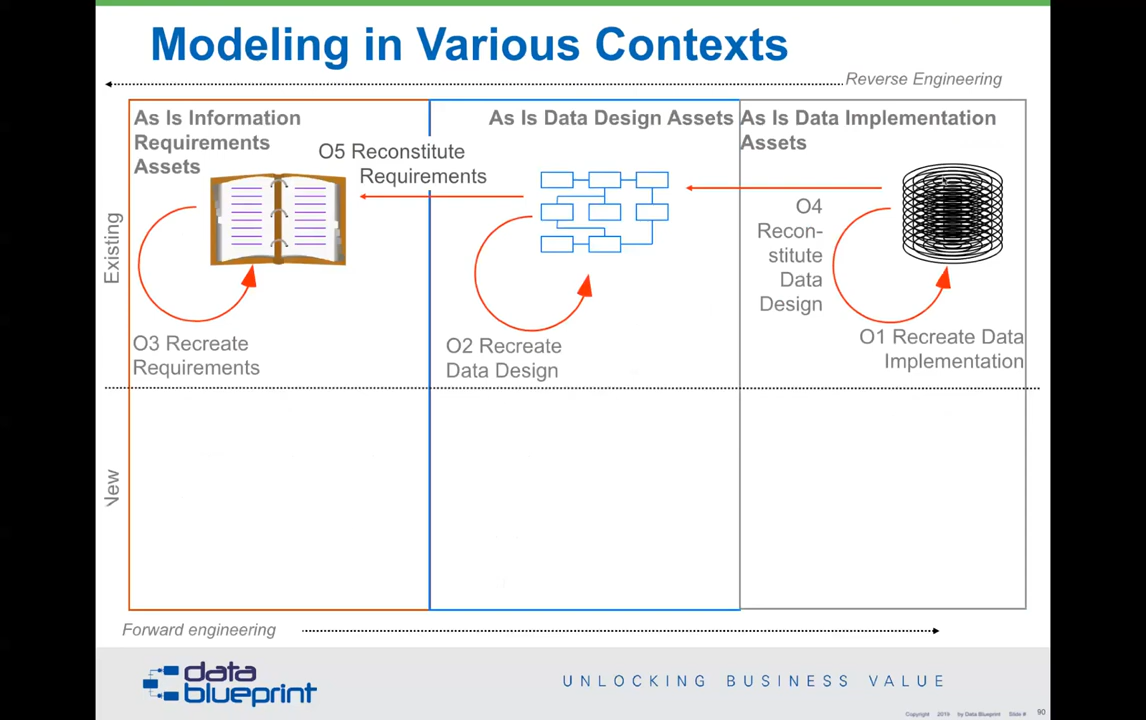 Modeling in Various Contexts
Reverse Engineering
As Is Information
Requirements
Assets
As Is Data Design Assets
As Is Data Implementation
Assets
O5 Reconstitute
Requirements
O4
Recon-
stitute
Data
Design
Existing
O3 Recreate
Requirements
O2 Recreate
Data Design
O1 Recreate Data
Implementation
New
Forward engineering
data
blueprint
UNLOCKING BUSINESS VALUE
Copyright 2019 by Data Blueprint Slide # 90